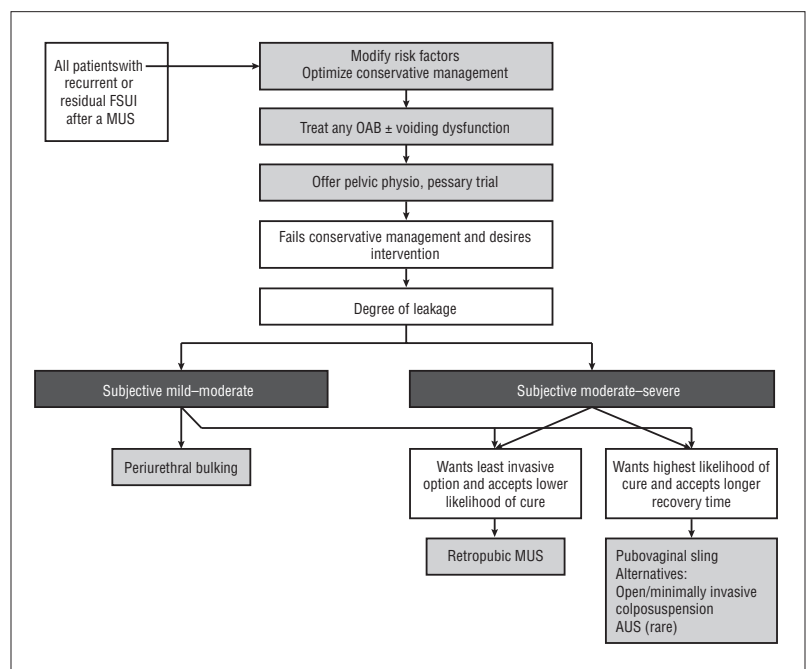 All patientswith
recurrent or
residual FSUI
after a MUS
Modify risk factors
Optimize conservative management
Treat any OAB ± voiding dysfunction
Offer pelvic physio, pessary trial
Fails conservative management and desires
intervention
Degree of leakage
Subjective mild–moderate
Subjective moderate–severe
Periurethral bulking
Wants least invasive
option and accepts lower
likelihood of cure
Wants highest likelihood of
cure and accepts longer
recovery time
Retropubic MUS
Pubovaginal sling
Alternatives:
Open/minimally invasive
colposuspension
AUS (rare)